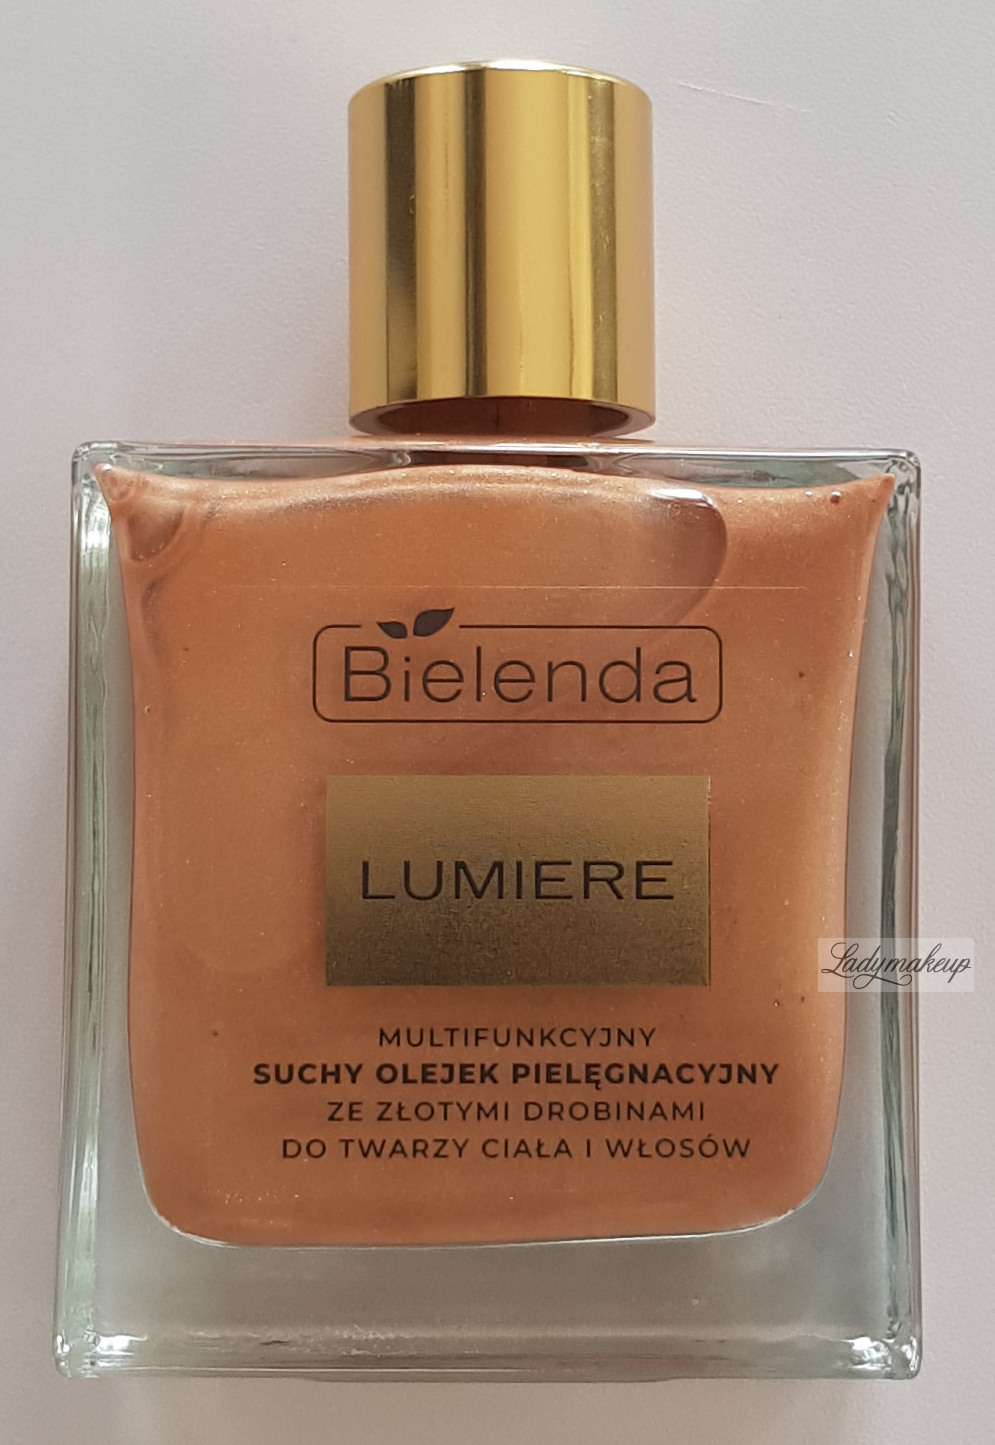 Bielenda
LUMIERE
MULTIFUNKCYJNY
SUCHY OLEJEK PIELĘGNACYJNY
ZE ZŁOTYMI DROBINAMI
DO TWARZY CIAŁA I WŁOSÓW
Ladymakeup